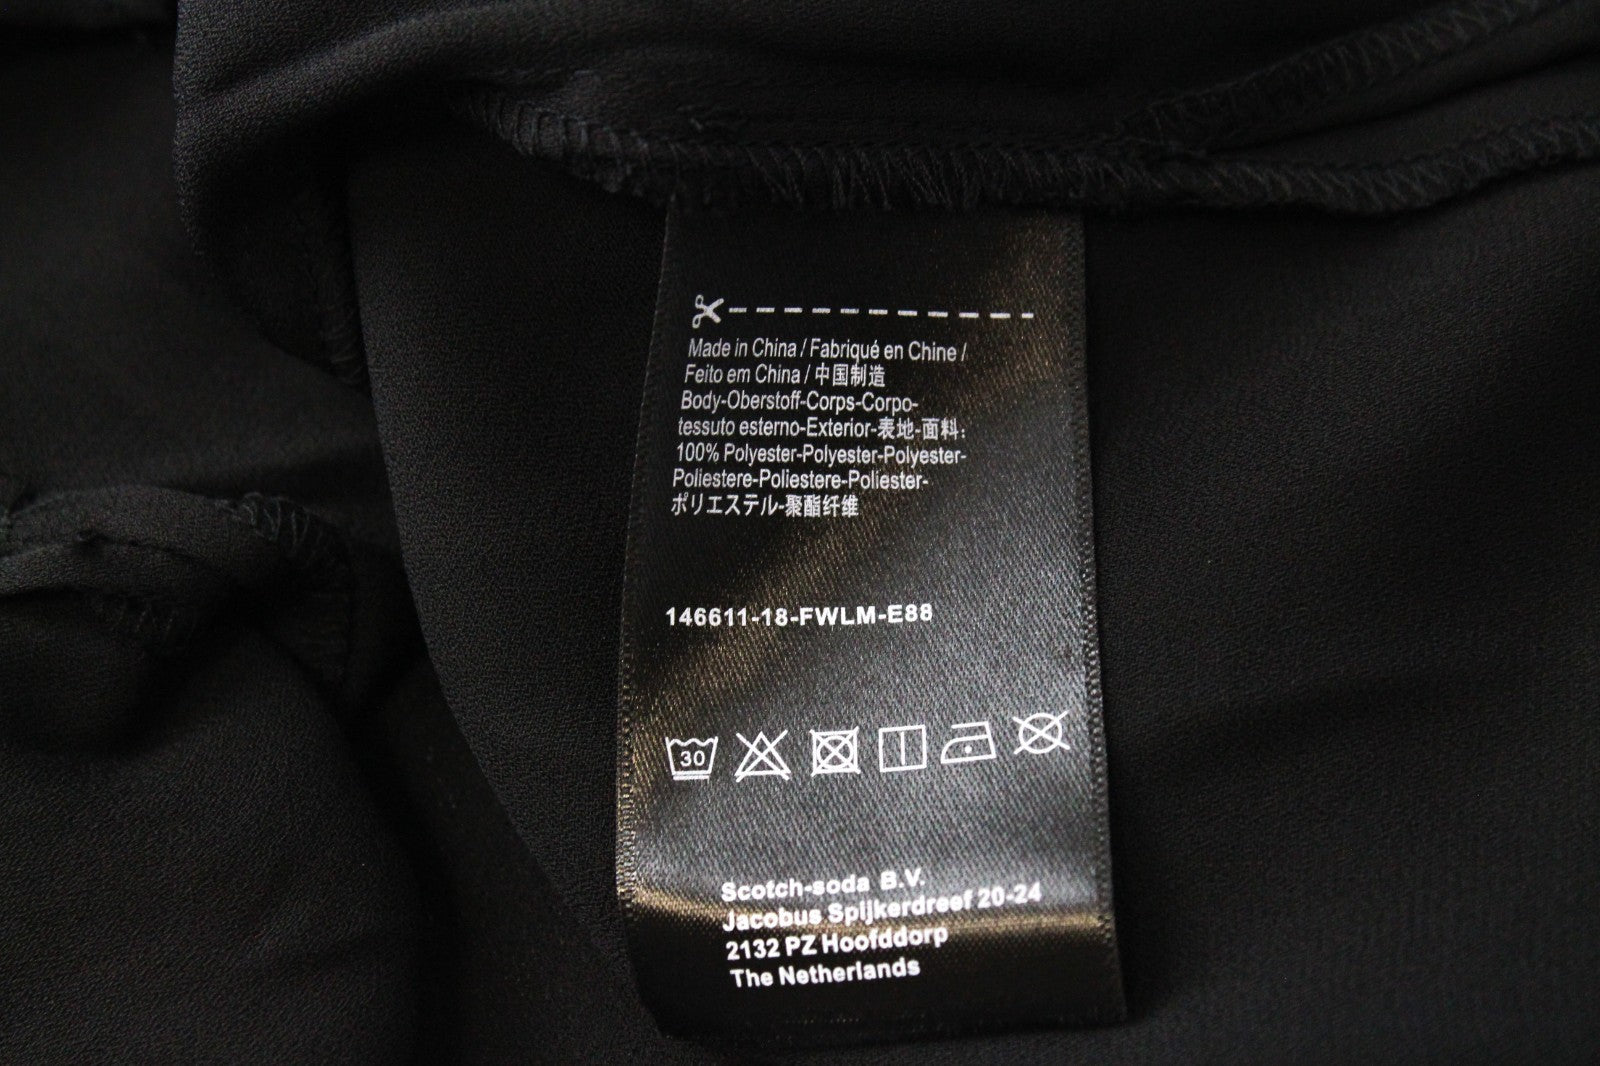 Made in China / Fabriqué en Chine /
Feito em China / 中国制造
Body-Oberstoff-Corps-Corpo-
tessuto esterno-Exterior-表地-面料:
100% Polyester-Polyester-Polyester-
Poliestere-Poliestere-Poliester-
ポリエステル-聚酯纤维
146611-18-FWLM-E88
30
Scotch-soda B.V.
Jacobus Spijkerdreef 20-24
2132 PZ Hoofddorp
The Netherlands